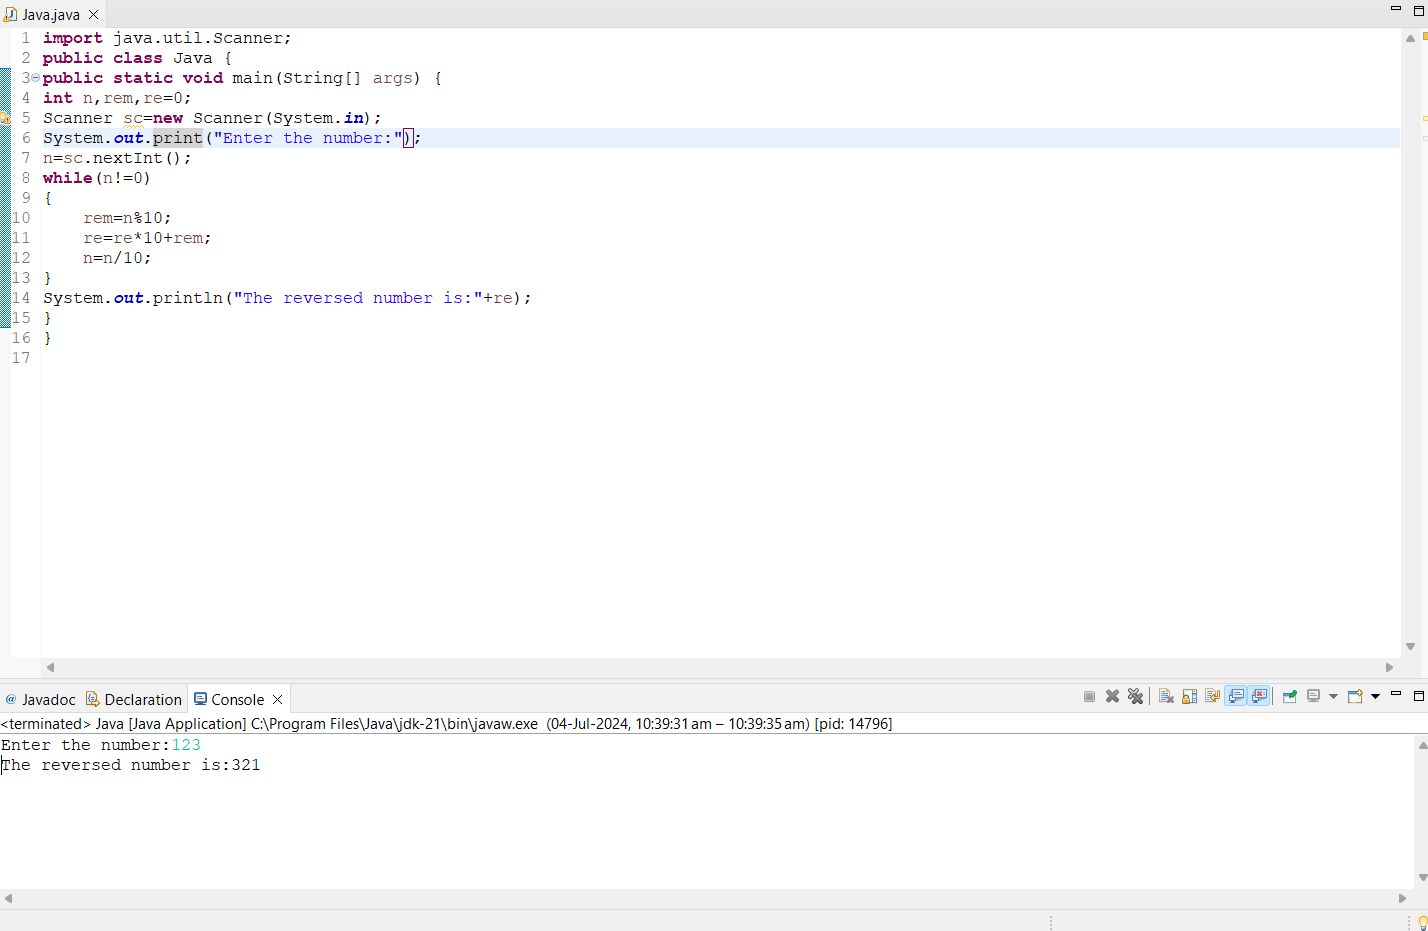 Java.java
1 import java.util.Scanner;
2 public class Java {
3 public static void main(String[] args) {
4 int n,rem,re=0;
5 Scanner sc=new Scanner(System.in);
6 System.out.print("Enter the number:");
7 n=sc.nextInt();
8 while(n!=0)
9 {
10     rem=n%10;
11     re=re*10+rem;
12     n=n/10;
13 }
14 System.out.println("The reversed number is:"+re);
15 }
16 }
17
@ Javadoc Declaration Console
<terminated> Java [Java Application] C:\Program Files\Java\jdk-21\bin\javaw.exe (04-Jul-2024, 10:39:31 am – 10:39:35 am) [pid: 14796]
Enter the number:123
The reversed number is:321